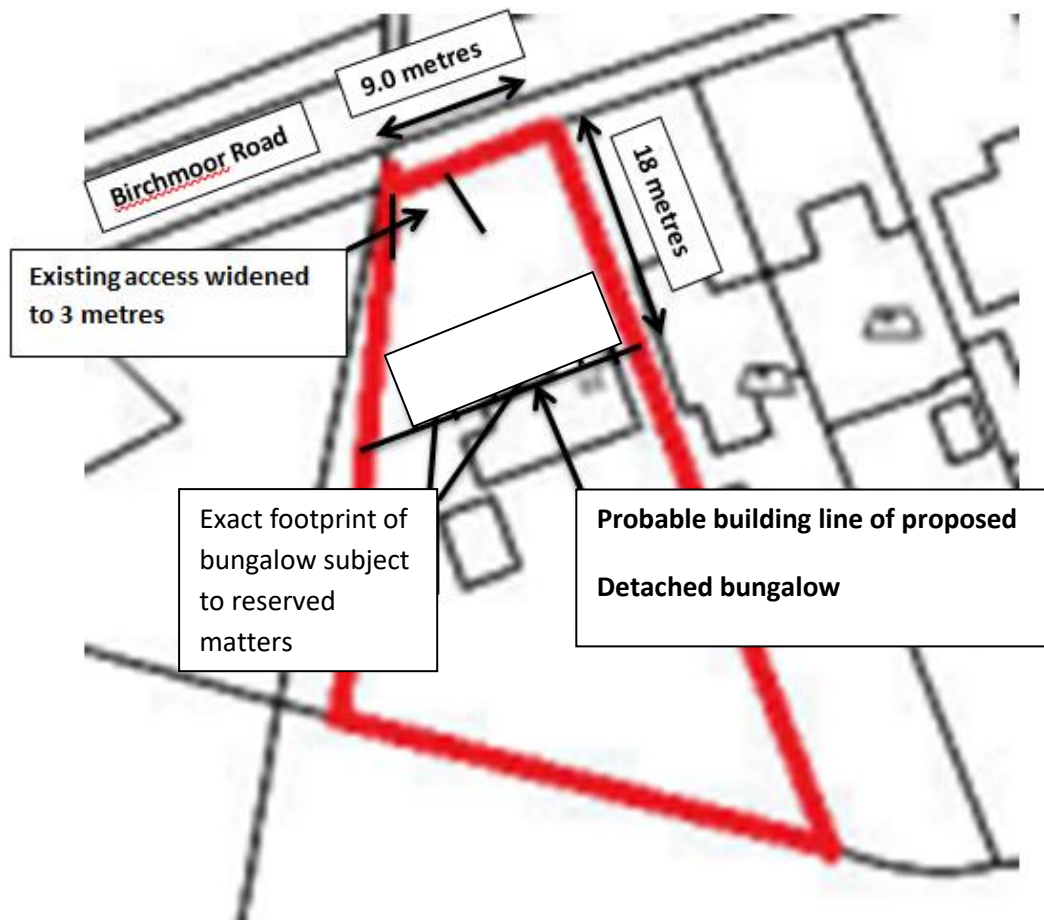 9.0 metres
Birchmoor Road
18 metres
Existing access widened
to 3 metres
Exact footprint of
bungalow subject
to reserved
matters
Probable building line of proposed
Detached bungalow